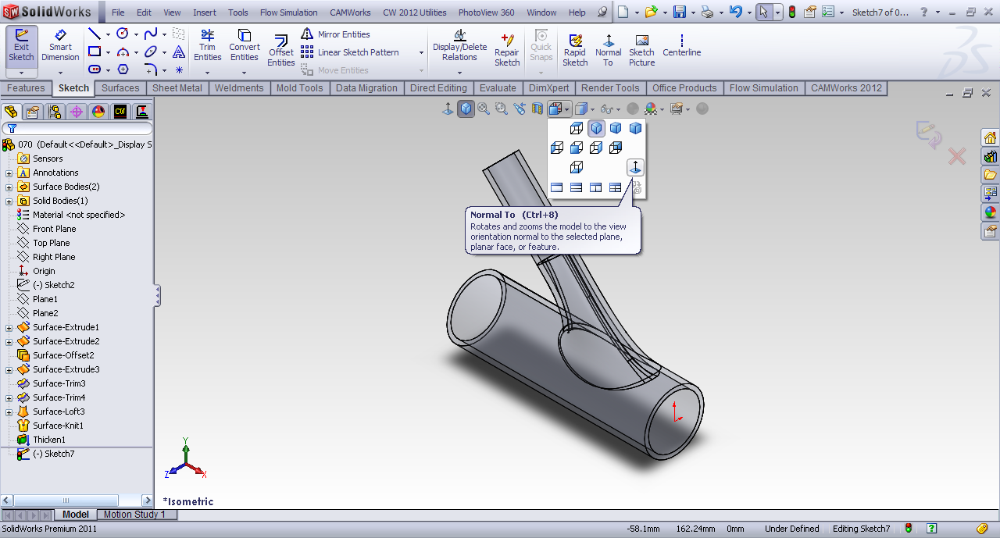 SolidWorks File Edit View Insert Tools Flow Simulation CAMWorks CW 2012 Utilities PhotoView 360 Window Help Sketch7 of 0... ?
Exit Sketch
Smart Dimension
Trim Entities
Convert Entities
Offset Entities
Mirror Entities
Linear Sketch Pattern
Move Entities
Display/Delete Relations
Repair Sketch
Quick Snaps
Rapid Sketch
Normal To
Sketch Picture
Centerline
Features Sketch Surfaces Sheet Metal Weldments Mold Tools Data Migration Direct Editing Evaluate DimXpert Render Tools Office Products Flow Simulation CAMWorks 2012
CW
070 (Default<<Default>_Display S
Sensors
Annotations
Surface Bodies(2)
Solid Bodies(1)
Material <not specified>
Front Plane
Top Plane
Right Plane
Origin
(-) Sketch2
Plane1
Plane2
Surface-Extrude1
Surface-Extrude2
Surface-Offset2
Surface-Extrude3
Surface-Trim3
Surface-Trim4
Surface-Loft3
Surface-Knit1
Thicken1
(-) Sketch7
Normal To (Ctrl+8)
Rotates and zooms the model to the view
orientation normal to the selected plane,
planar face, or feature.
Y
Z X
*Isometric
Model Motion Study 1
SolidWorks Premium 2011 -58.1mm 162.24mm 0mm Under Defined Editing Sketch7 ?